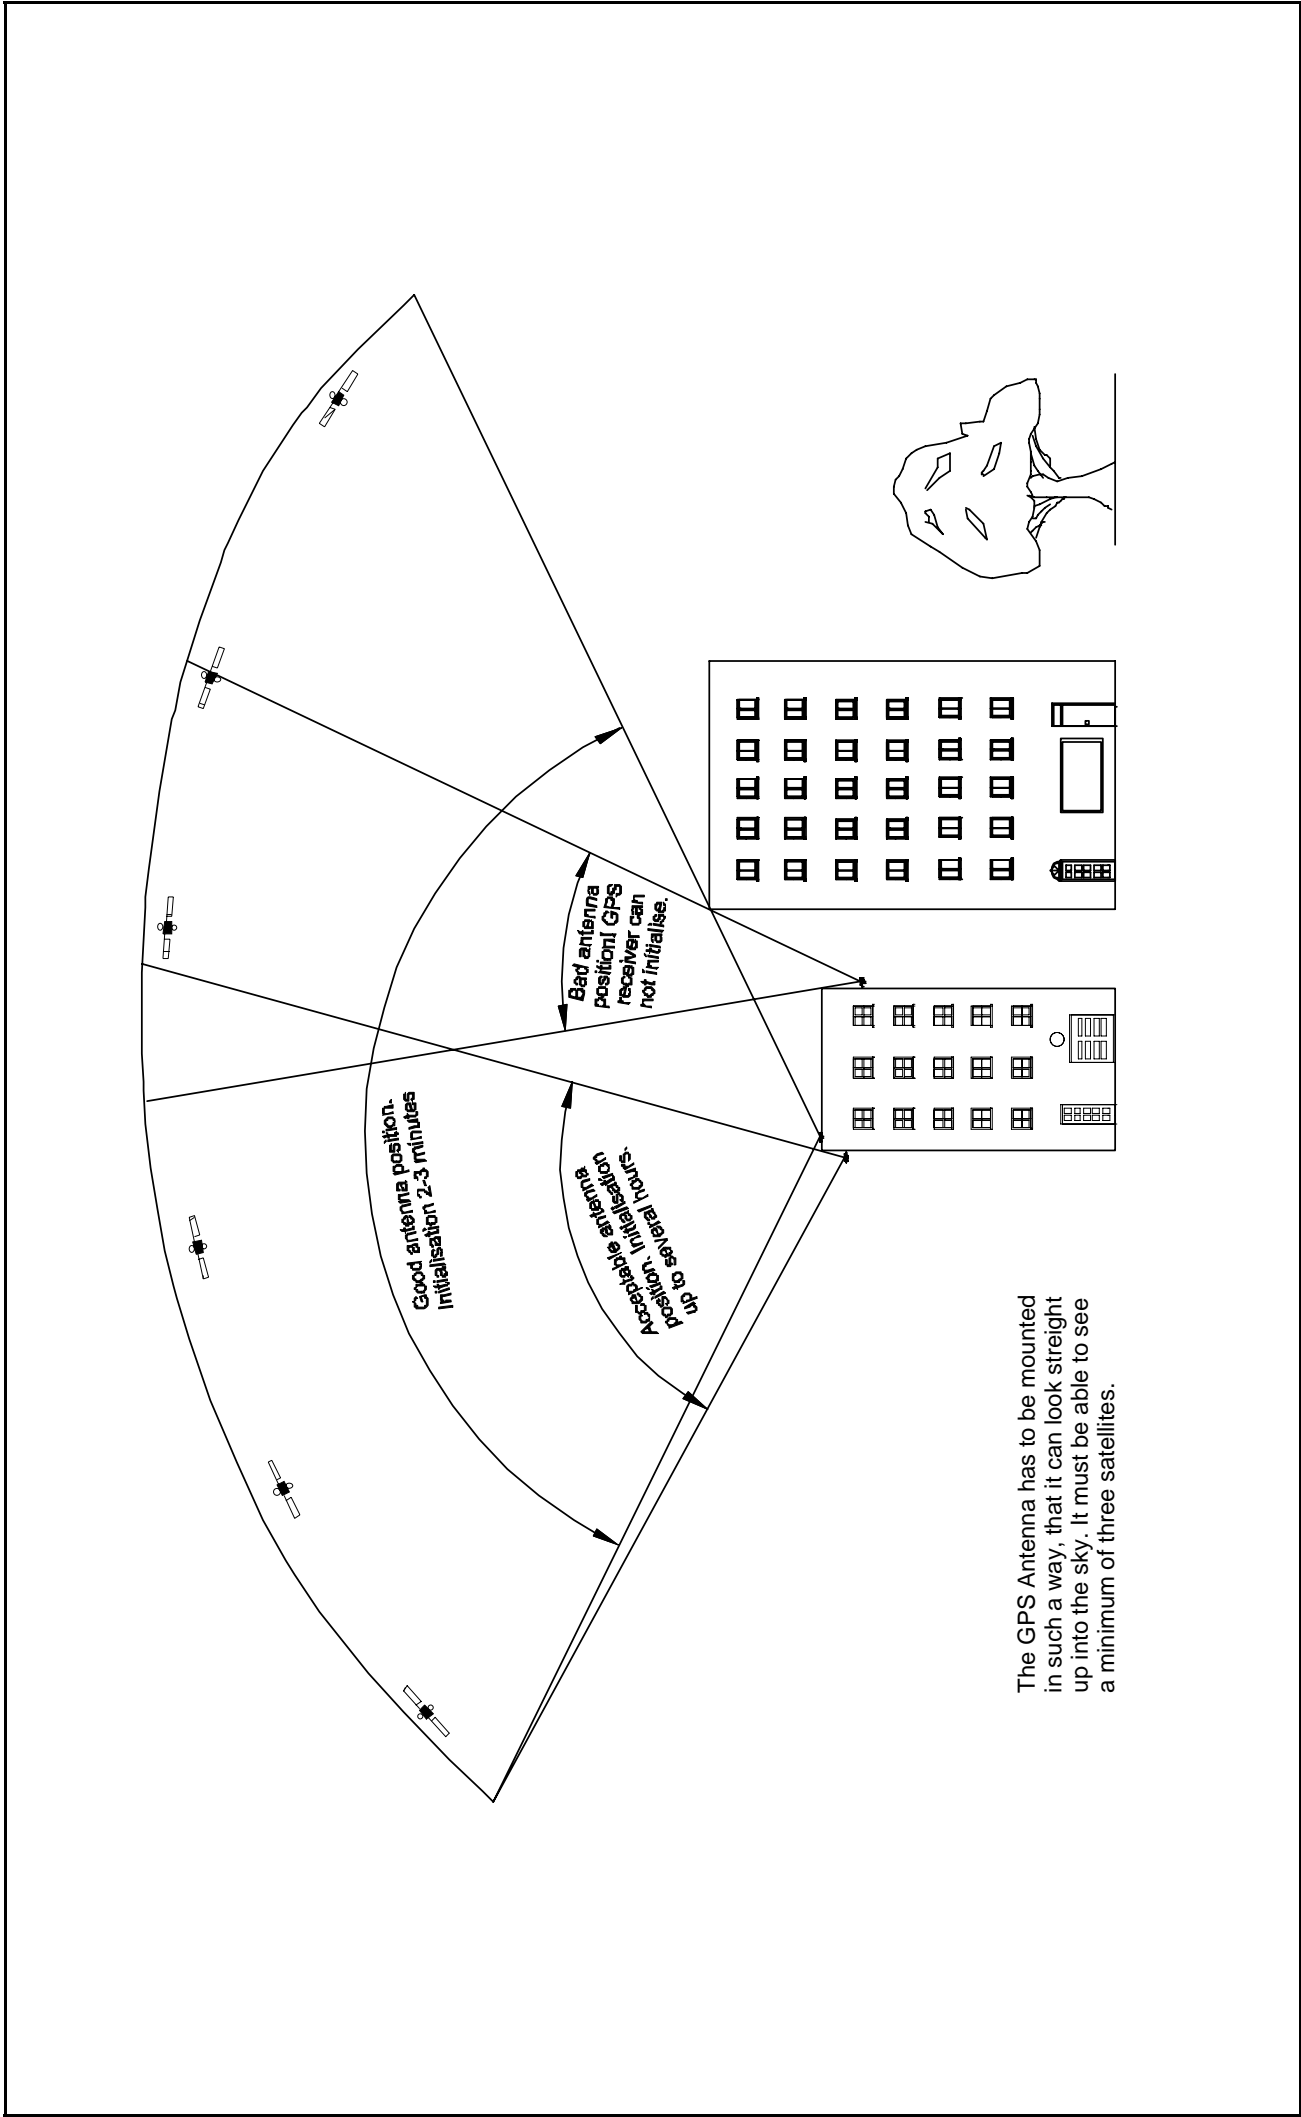 Good antenna position.
Initialisation 2-3 minutes
Bad antenna
position! GPS
receiver can
not initialise.
Acceptable antenna
position. Initialisation
up to several hours.
The GPS Antenna has to be mounted
in such a way, that it can look streight
up into the sky. It must be able to see
a minimum of three satellites.